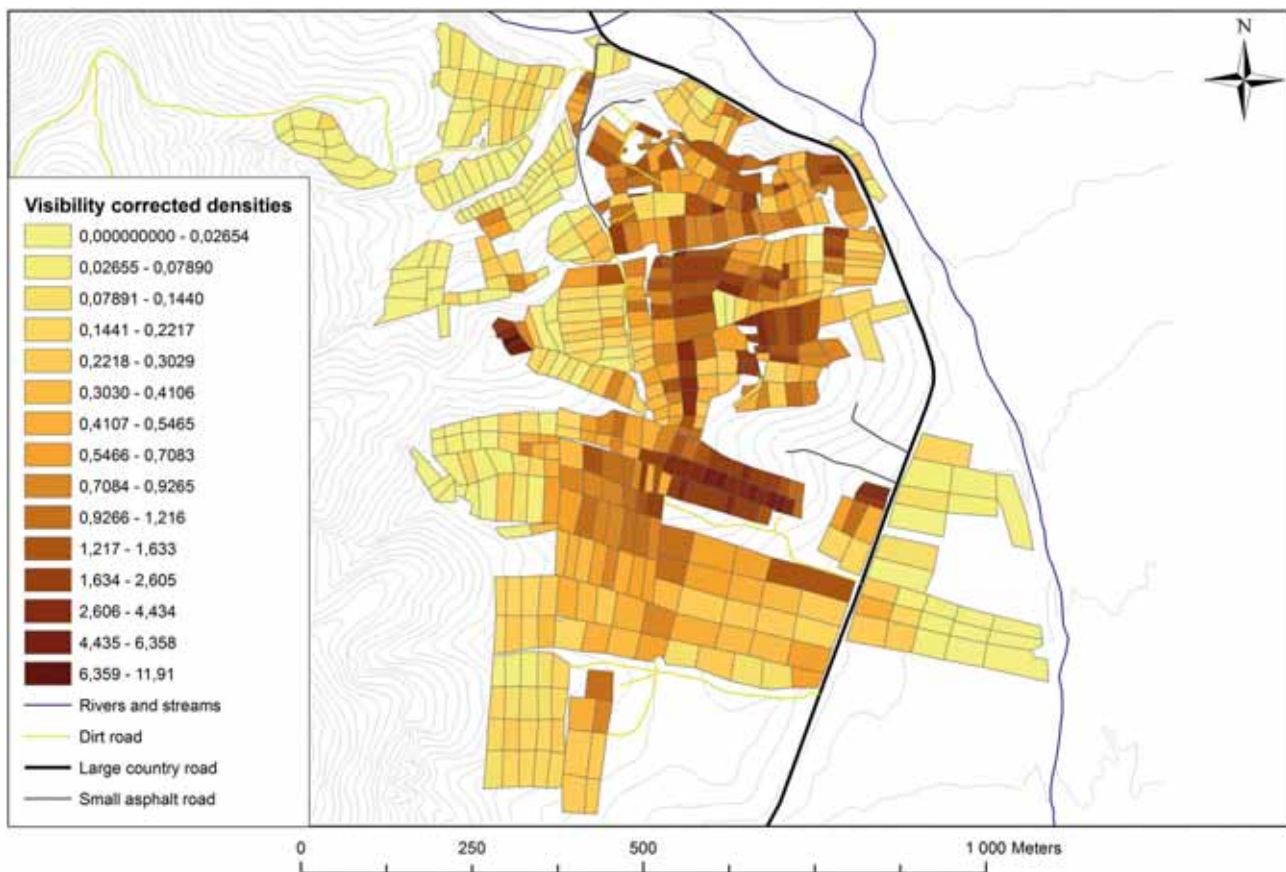 N
Visibility corrected densities
0,000000000 - 0,02654
0,02655 - 0,07890
0,07891 - 0,1440
0,1441 - 0,2217
0,2218 - 0,3029
0,3030 - 0,4106
0,4107 - 0,5465
0,5466 - 0,7083
0,7084 - 0,9265
0,9266 - 1,216
1,217 - 1,633
1,634 - 2,605
2,606 - 4,434
4,435 - 6,358
6,359 - 11,91
Rivers and streams
Dirt road
Large country road
Small asphalt road
0 250 500 1 000 Meters